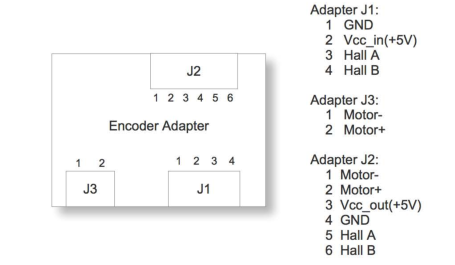 J2
1 2 3 4 5 6
Encoder Adapter
1 2
1 2 3 4
J3
J1
Adapter J1:
1 GND
2 Vcc_in(+5V)
3 Hall A
4 Hall B
Adapter J3:
1 Motor-
2 Motor+
Adapter J2:
1 Motor-
2 Motor+
3 Vcc_out(+5V)
4 GND
5 Hall A
6 Hall B